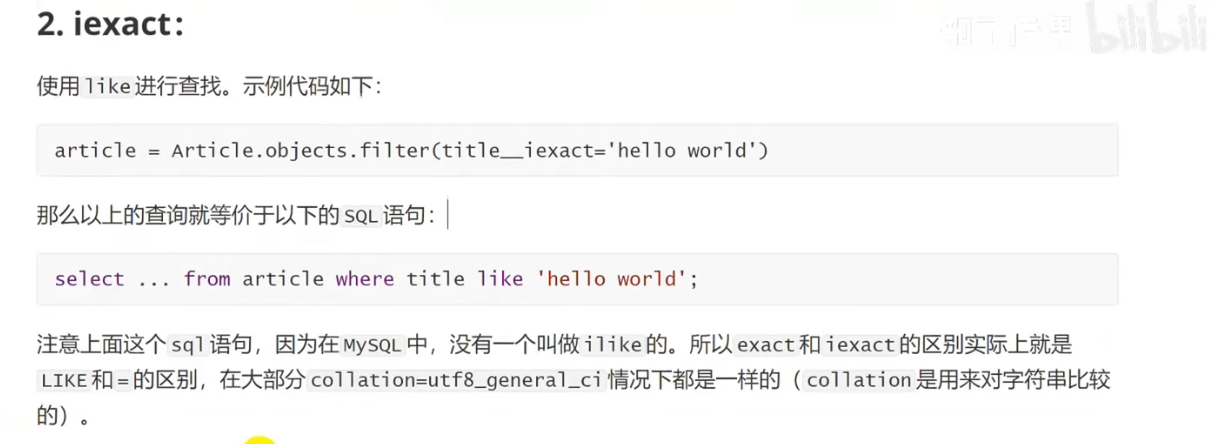 2. iexact:
bilibili
使用like进行查找。示例代码如下:
article = Article.objects.filter(title__iexact='hello world')
那么以上的查询就等价于以下的SQL语句:
select ... from article where title like 'hello world';
注意上面这个sql语句，因为在MySQL中，没有一个叫做ilike的。所以exact和iexact的区别实际上就是
LIKE和=的区别，在大部分collation=utf8_general_ci情况下都是一样的（collation是用来对字符串比较
的）。